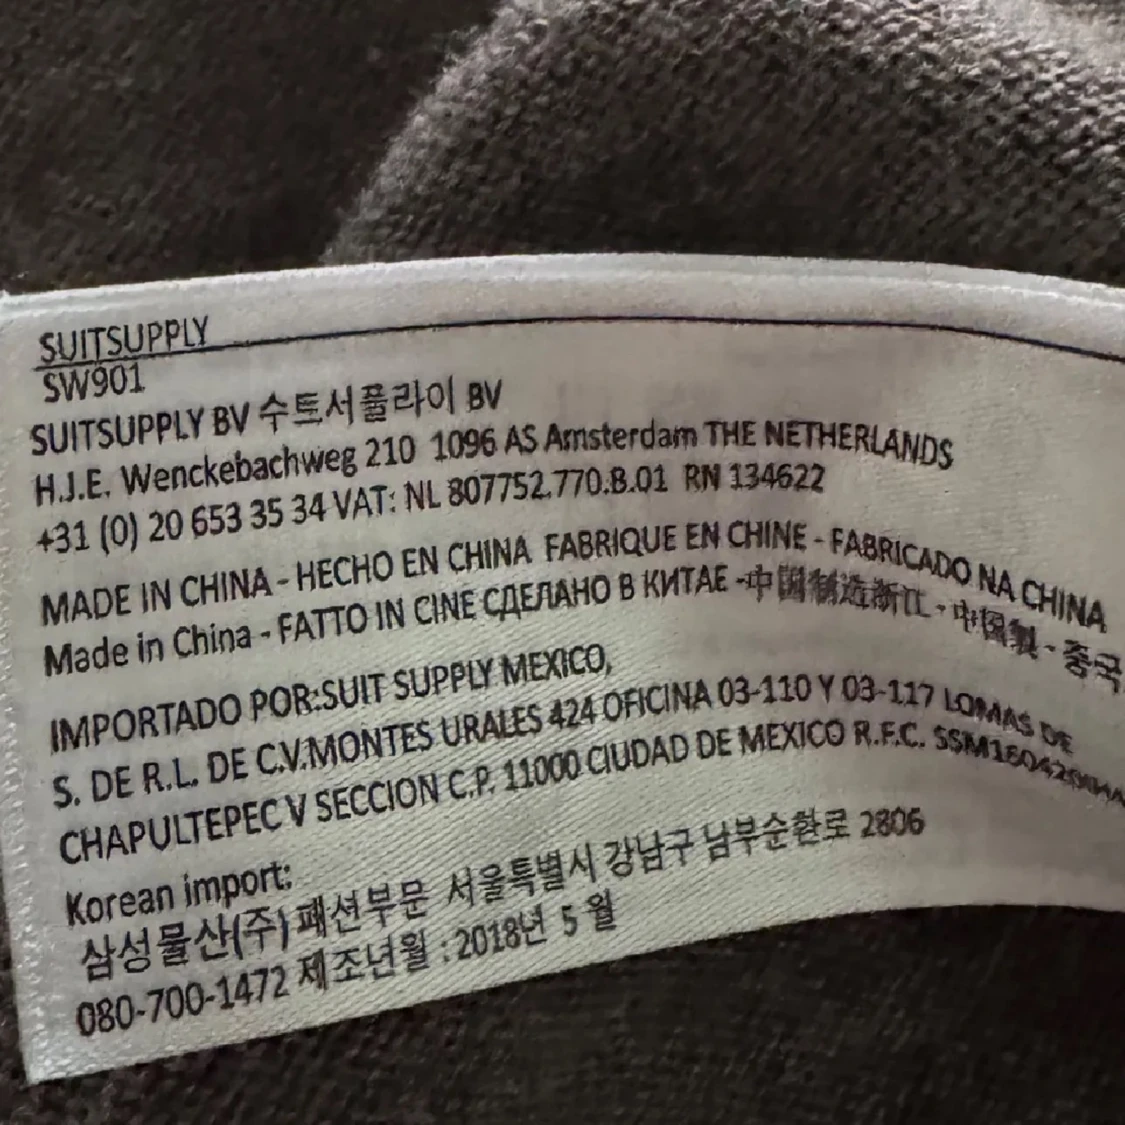 SUITSUPPLY
SW901
SUITSUPPLY BV 수트서플라이 BV
H.J.E. Wenckebachweg 210 1096 AS Amsterdam THE NETHERLANDS
+31 (0) 20 653 35 34 VAT: NL 807752.770.B.01 RN 134622
MADE IN CHINA - HECHO EN CHINA FABRIQUE EN CHINE - FABRICADO NA CHINA
Made in China - FATTO IN CINE СДЕЛАНО В КИТАЕ -中国制造浙江 - 中国製 - 중국
IMPORTADO POR:SUIT SUPPLY MEXICO,
S. DE R.L. DE C.V.MONTES URALES 424 OFICINA 03-110 Y 03-117 LOMAS DE
CHAPULTEPEC V SECCION C.P. 11000 CIUDAD DE MEXICO R.F.C.
Korean import:
삼성물산(주) 패션부문 서울특별시 강남구 남부순환로 2806
080-700-1472 제조년월 : 2018년 5 월